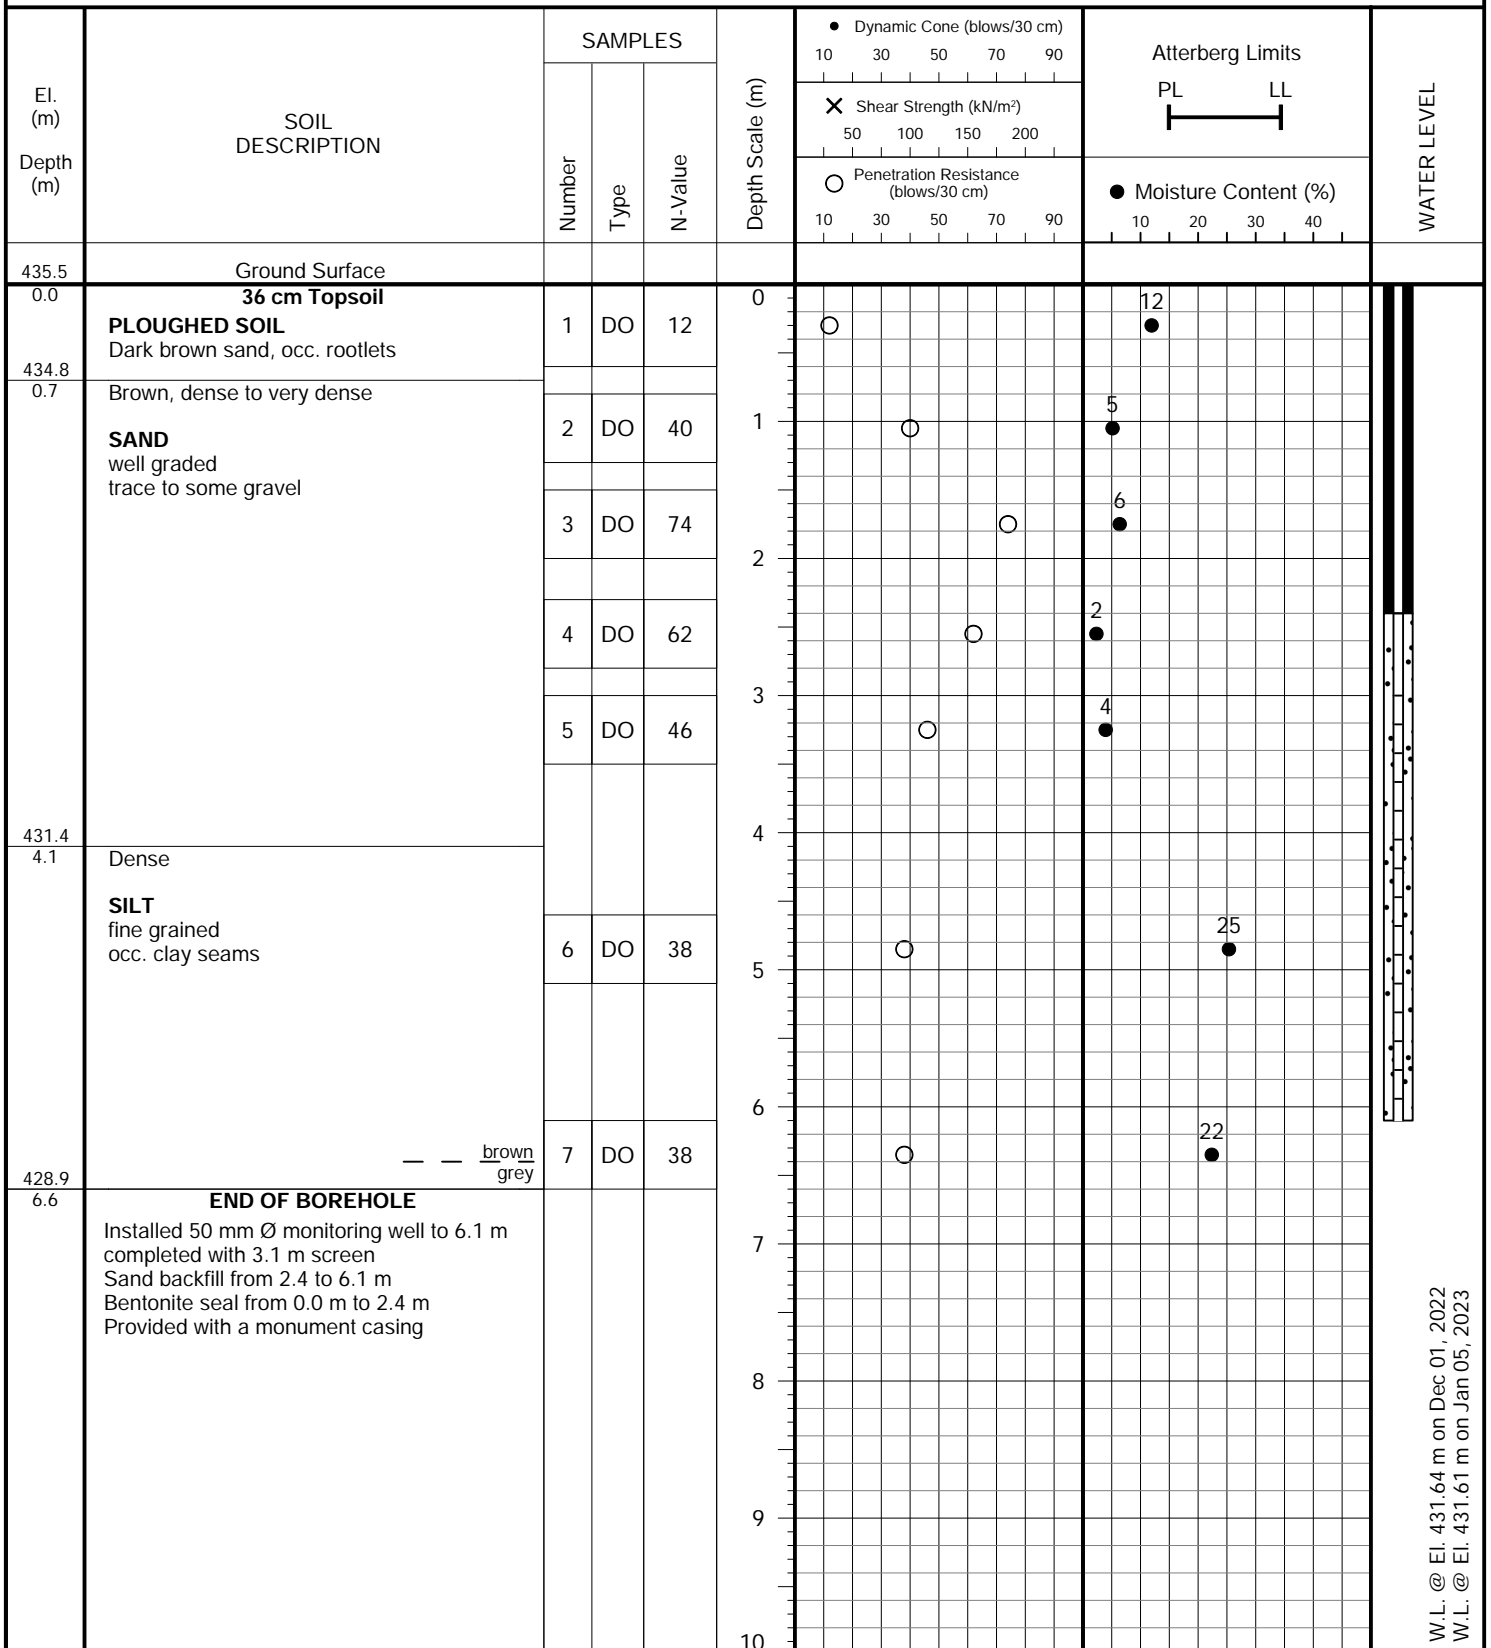 El.
(m)
Depth
(m)
SOIL
DESCRIPTION
SAMPLES
Number
Type
N-Value
Depth Scale (m)
Dynamic Cone (blows/30 cm)
10 30 50 70 90
Shear Strength (kN/m²)
50 100 150 200
Penetration Resistance
(blows/30 cm)
10 30 50 70 90
Atterberg Limits
PL LL
Moisture Content (%)
10 20 30 40
WATER LEVEL
435.5 Ground Surface
0.0 36 cm Topsoil
PLOUGHED SOIL
Dark brown sand, occ. rootlets
434.8
0.7 Brown, dense to very dense
SAND
well graded
trace to some gravel
431.4
4.1 Dense
SILT
fine grained
occ. clay seams
brown
grey
428.9
6.6 END OF BOREHOLE
Installed 50 mm Ø monitoring well to 6.1 m
completed with 3.1 m screen
Sand backfill from 2.4 to 6.1 m
Bentonite seal from 0.0 m to 2.4 m
Provided with a monument casing
1 DO 12
2 DO 40
3 DO 74
4 DO 62
5 DO 46
6 DO 38
7 DO 38
0
1
2
3
4
5
6
7
8
9
10
12
5
6
2
4
25
22
W.L. @ El. 431.64 m on Dec 01, 2022
W.L. @ El. 431.61 m on Jan 05, 2023